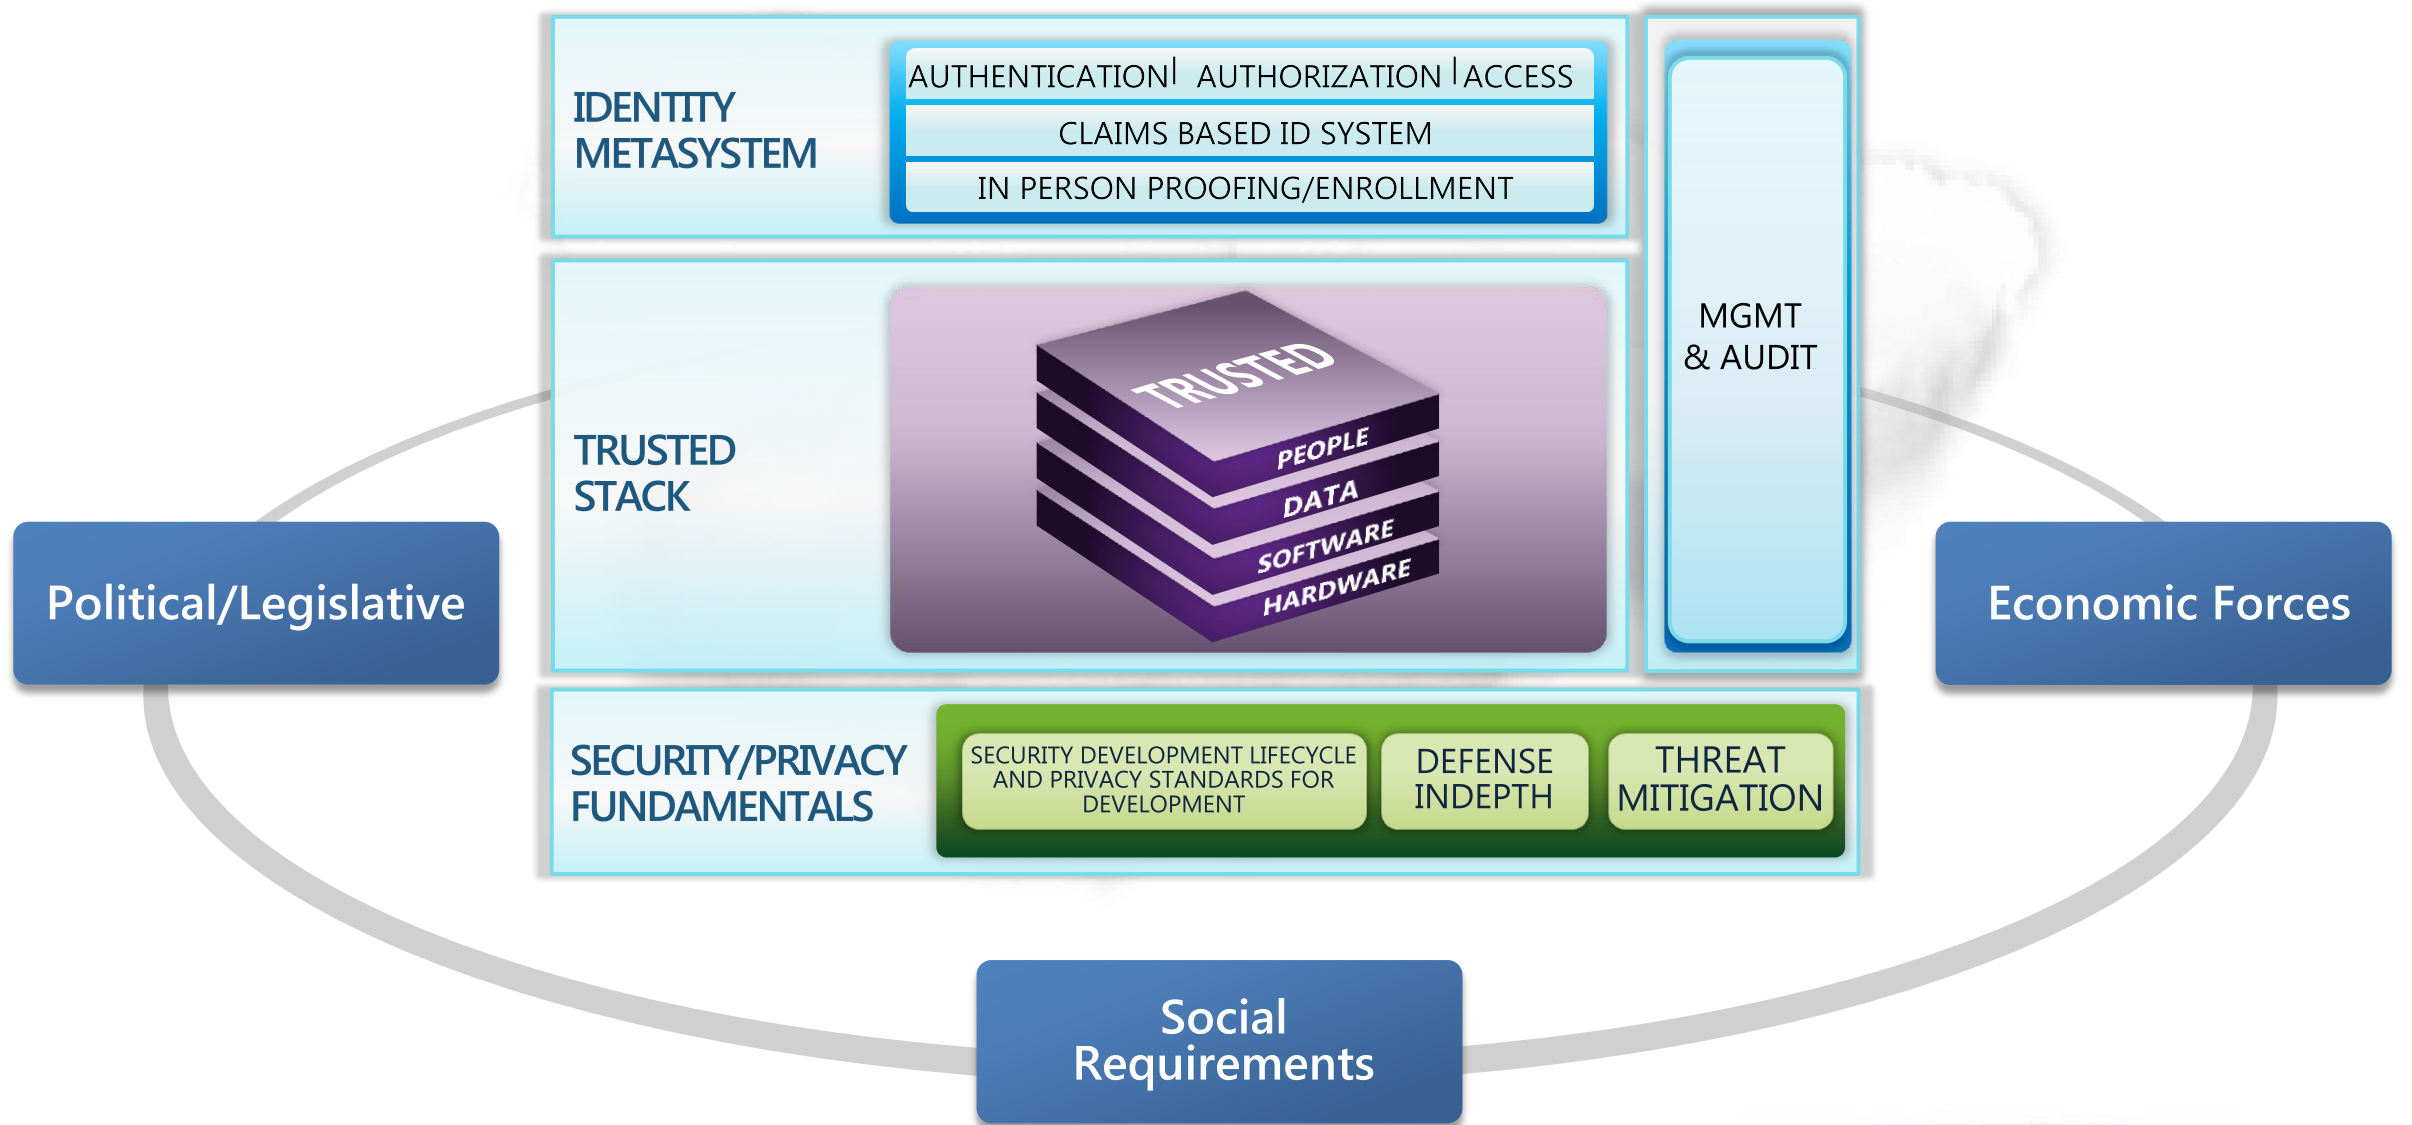 AUTHENTICATION| AUTHORIZATION |ACCESS
IDENTITY
METASYSTEM
CLAIMS BASED ID SYSTEM
IN PERSON PROOFING/ENROLLMENT
MGMT
& AUDIT
TRUSTED
STACK
TRUSTED
PEOPLE
DATA
SOFTWARE
HARDWARE
Political/Legislative
Economic Forces
SECURITY/PRIVACY
FUNDAMENTALS
SECURITY DEVELOPMENT LIFECYCLE
AND PRIVACY STANDARDS FOR
DEVELOPMENT
DEFENSE
INDEPTH
THREAT
MITIGATION
Social
Requirements